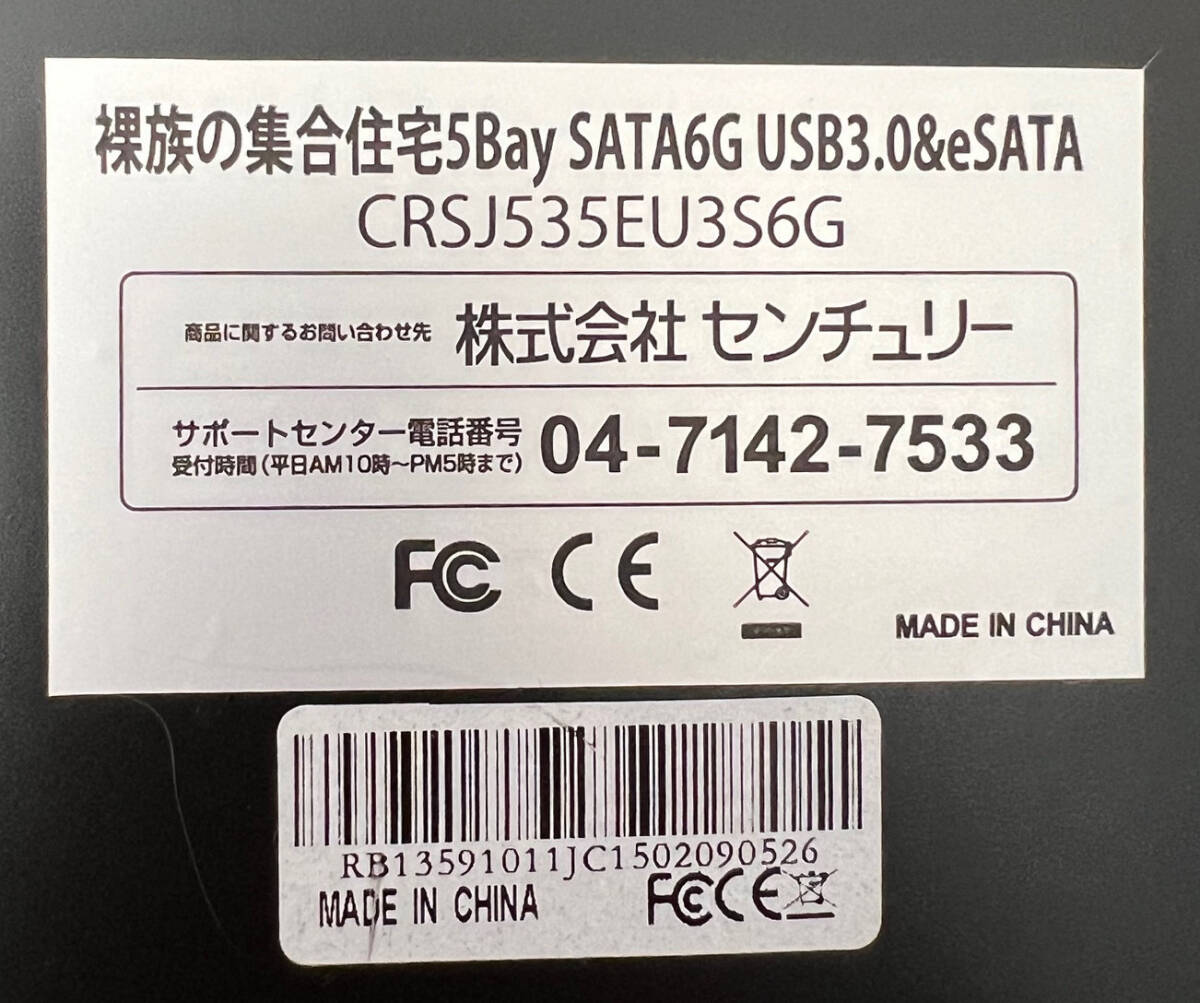 裸族の集合住宅5Bay SATA6G USB3.0&eSATA
CRSJ535EU3S6G
商品に関するお問い合わせ先 株式会社 センチュリー
サポートセンター電話番号 04-7142-7533
受付時間(平日AM10時~PM5時まで)
FC CE
MADE IN CHINA
RB13591011JC1502090526
MADE IN CHINA FC CE